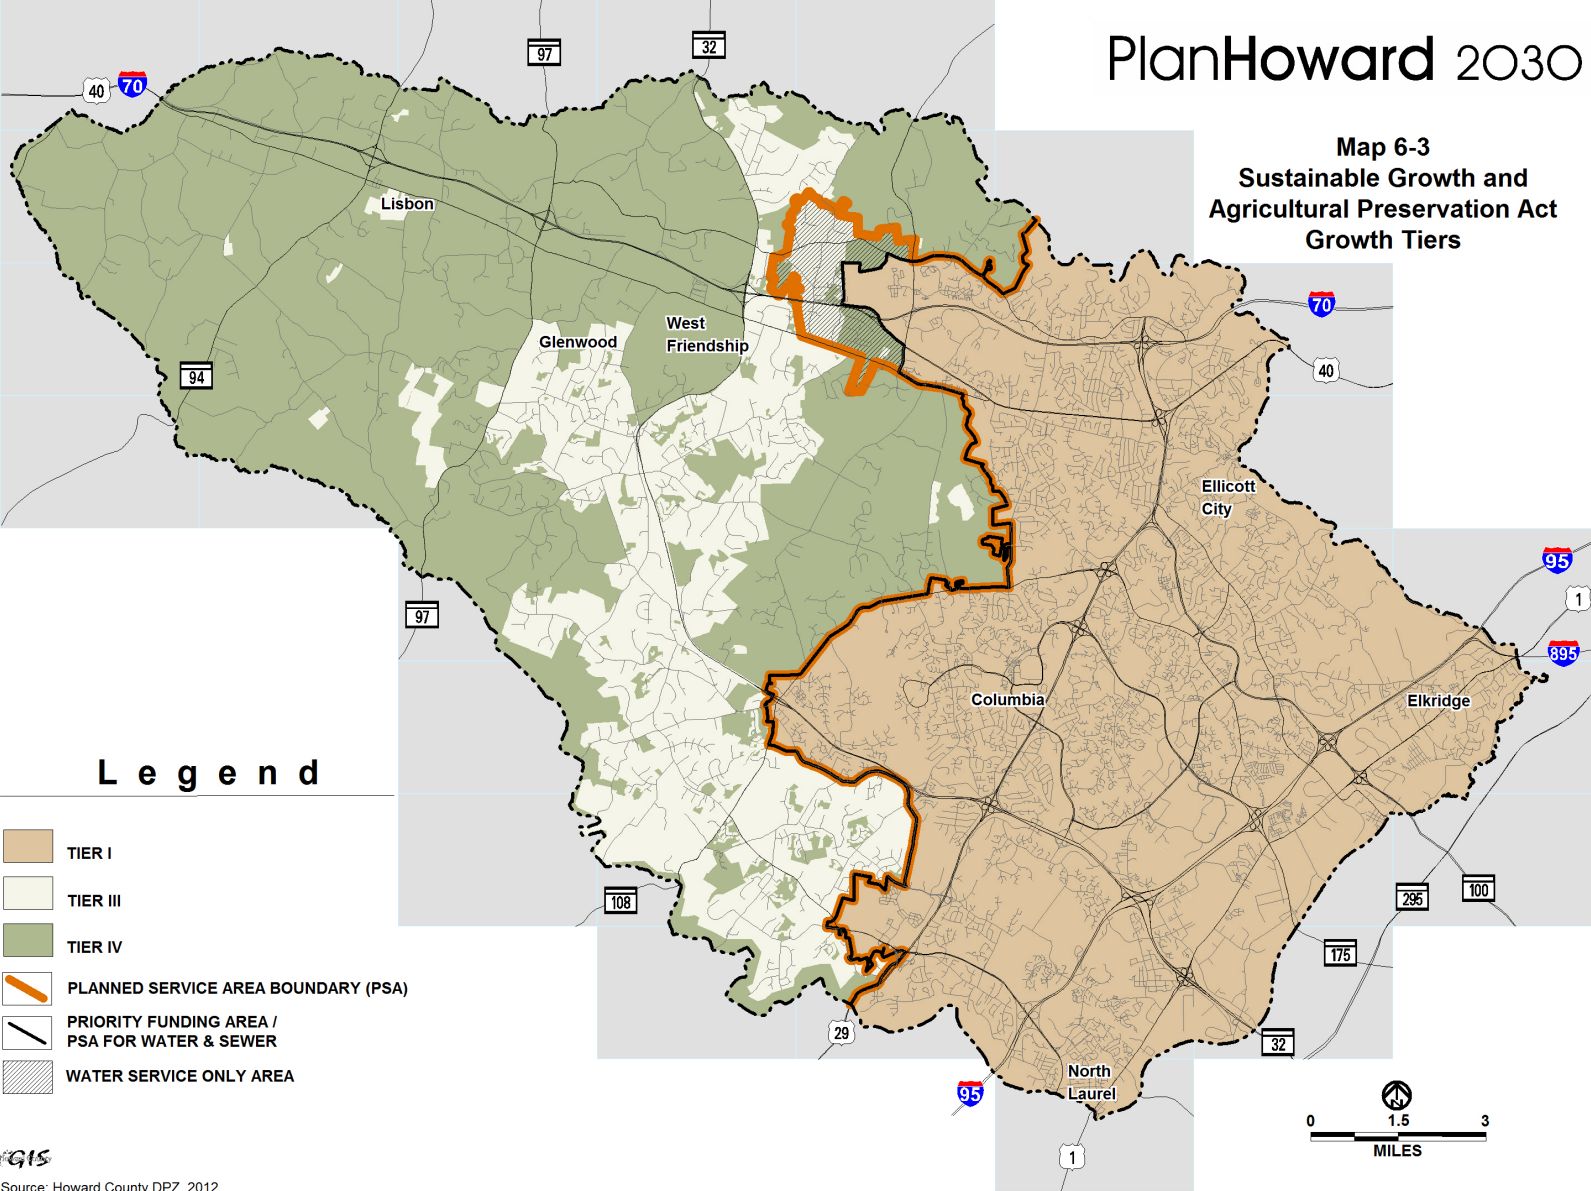 PlanHoward 2030
Map 6-3
Sustainable Growth and
Agricultural Preservation Act
Growth Tiers
97
32
40
70
Lisbon
70
West
Friendship
Glenwood
94
40
Ellicott
City
95
1
97
895
Columbia
Elkridge
Legend
TIER I
TIER III
TIER IV
PLANNED SERVICE AREA BOUNDARY (PSA)
PRIORITY FUNDING AREA /
PSA FOR WATER & SEWER
WATER SERVICE ONLY AREA
108
295
100
175
29
32
95
North
Laurel
1
N
0 1.5 3
MILES
GIS
Source: Howard County DPZ, 2012